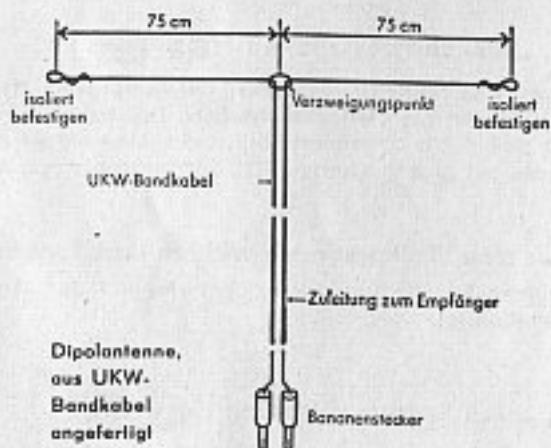 75 cm
75 cm
isoliert
befestigen
Verzweigungspunkt
isoliert
befestigen
UKW-Bandkabel
Zuleitung zum Empfänger
Dipolantenne,
aus UKW-
Bandkabel
angefertigt
Bananenstecker